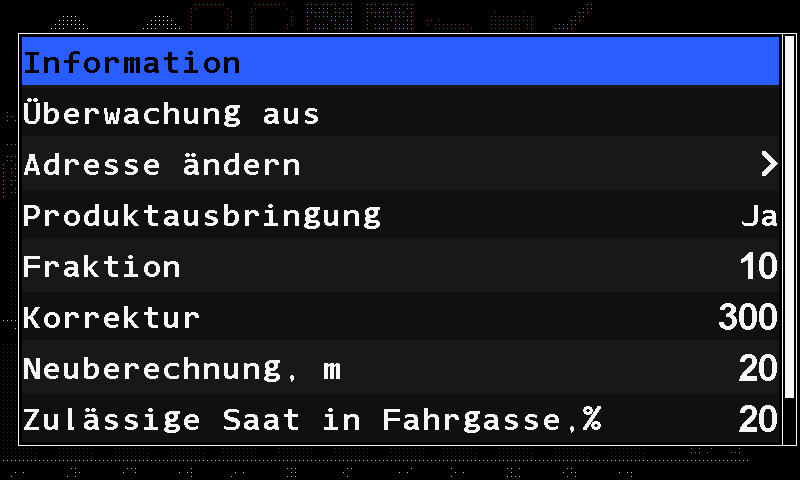 Information
Überwachung aus
Adresse ändern
Produktausbringung Ja
Fraktion 10
Korrektur 300
Neuberechnung, m 20
Zulässige Saat in Fahrgasse,% 20